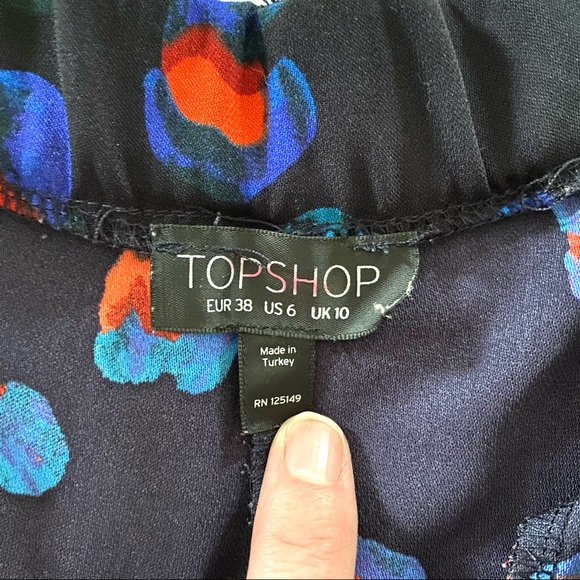 TOPSHOP
EUR 38 US 6 UK 10
Made in
Turkey
RN 125149